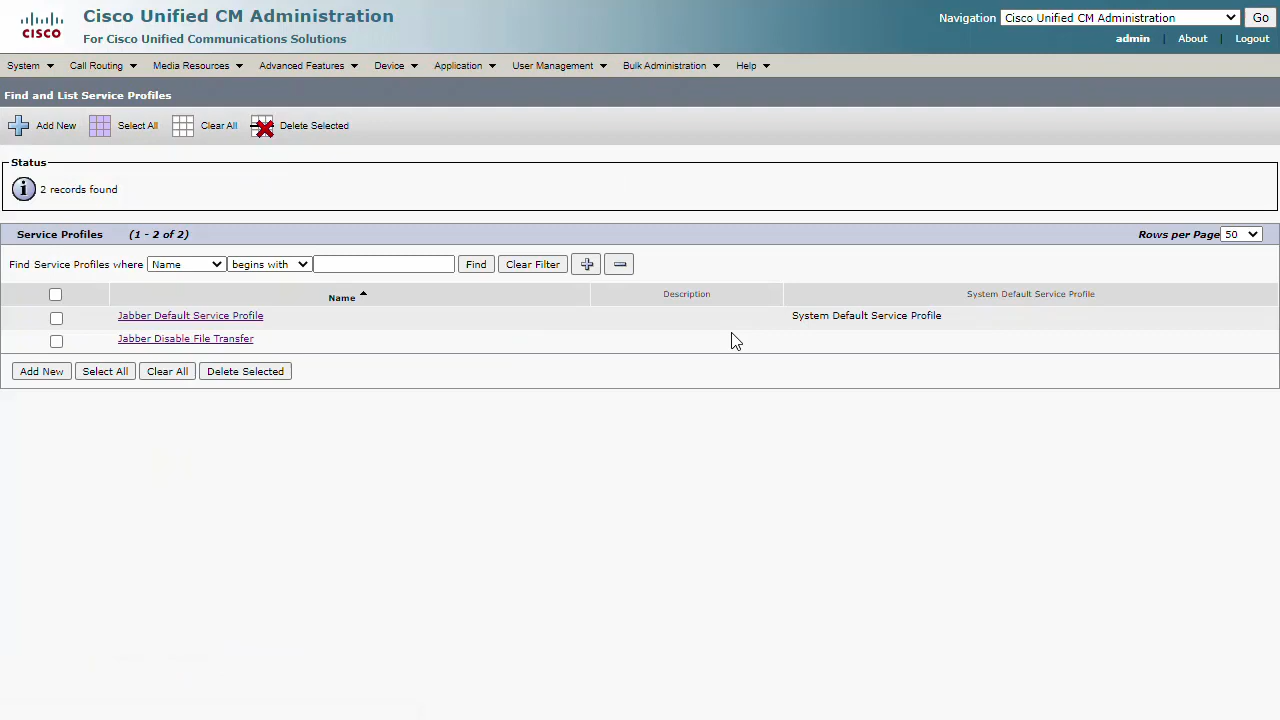 Cisco Unified CM Administration
For Cisco Unified Communications Solutions
CISCO
Navigation Cisco Unified CM Administration Go
admin | About | Logout
System Call Routing Media Resources Advanced Features Device Application User Management Bulk Administration Help
Find and List Service Profiles
Add New Select All Clear All Delete Selected
Status
2 records found
Service Profiles (1 - 2 of 2) Rows per Page 50
Find Service Profiles where Name begins with Find Clear Filter
Name Description System Default Service Profile
Jabber Default Service Profile System Default Service Profile
Jabber Disable File Transfer
Add New Select All Clear All Delete Selected